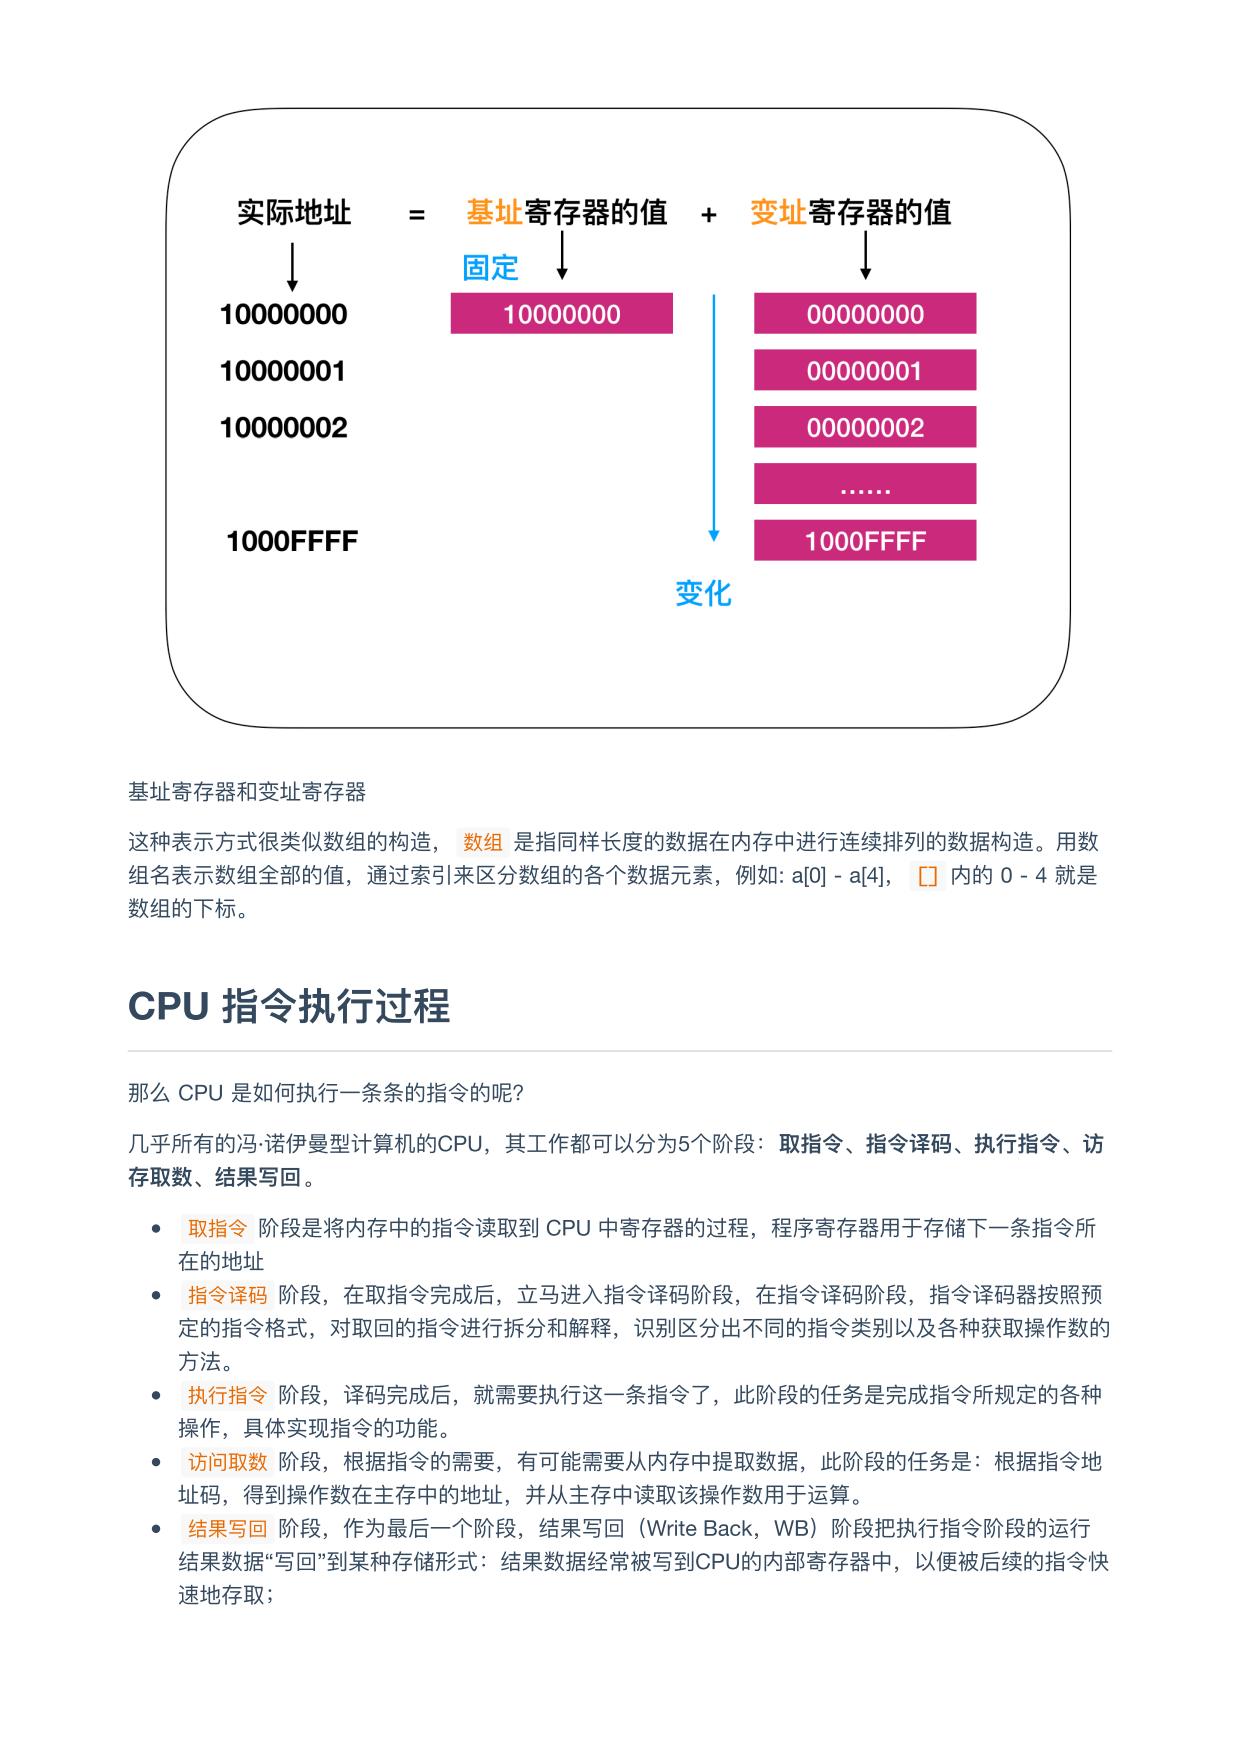 实际地址 = 基址寄存器的值 + 变址寄存器的值
固定
10000000 10000000 00000000
10000001 00000001
10000002 00000002
......
1000FFFF 1000FFFF
变化
基址寄存器和变址寄存器
这种表示方式很类似数组的构造， 数组 是指同样长度的数据在内存中进行连续排列的数据构造。用数
组名表示数组全部的值，通过索引来区分数组的各个数据元素，例如: a[0] - a[4]， [] 内的 0 - 4 就是
数组的下标。
CPU 指令执行过程
那么 CPU 是如何执行一条条的指令的呢？
几乎所有的冯·诺伊曼型计算机的CPU，其工作都可以分为5个阶段：取指令、指令译码、执行指令、访
存取数、结果写回。
• 取指令 阶段是将内存中的指令读取到 CPU 中寄存器的过程，程序寄存器用于存储下一条指令所
在的地址
• 指令译码 阶段，在取指令完成后，立马进入指令译码阶段，在指令译码阶段，指令译码器按照预
定的指令格式，对取回的指令进行拆分和解释，识别区分出不同的指令类别以及各种获取操作数的
方法。
• 执行指令 阶段，译码完成后，就需要执行这一条指令了，此阶段的任务是完成指令所规定的各种
操作，具体实现指令的功能。
• 访问取数 阶段，根据指令的需要，有可能需要从内存中提取数据，此阶段的任务是：根据指令地
址码，得到操作数在主存中的地址，并从主存中读取该操作数用于运算。
• 结果写回 阶段，作为最后一个阶段，结果写回（Write Back，WB）阶段把执行指令阶段的运行
结果数据“写回”到某种存储形式：结果数据经常被写到CPU的内部寄存器中，以便被后续的指令快
速地存取；